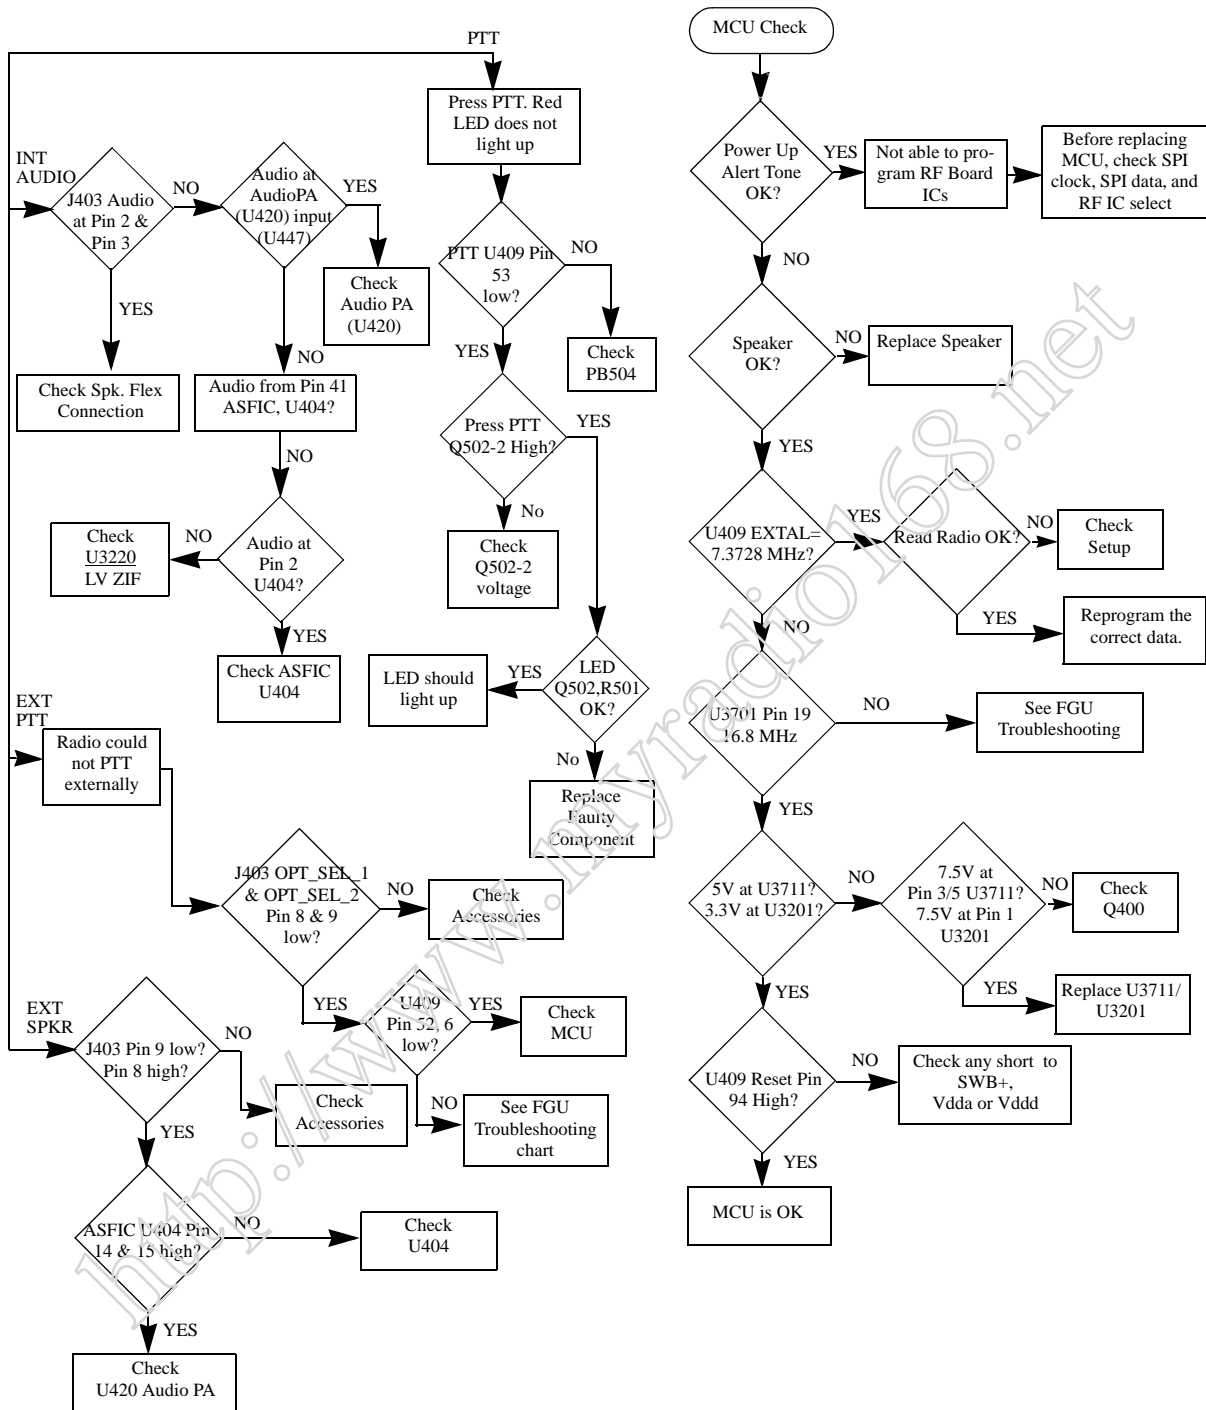 PTT
Press PTT. Red
LED does not
light up
INT
AUDIO
J403 Audio
at Pin 2 &
Pin 3
NO
Audio at
AudioPA
(U420) input
(U447)
YES
Check
Audio PA
(U420)
YES
Check Spk. Flex
Connection
NO
Audio from Pin 41
ASFIC, U404?
NO
Audio at
Pin 2
U404?
NO
Check
U3220
LV ZIF
YES
Check ASFIC
U404
PTT U409 Pin
53
low?
NO
Check
PB504
YES
Press PTT
Q502-2 High?
YES
No
Check
Q502-2
voltage
LED
Q502,R501
OK?
YES
LED should
light up
No
Replace
Faulty
Component
EXT
PTT
Radio could
not PTT
externally
J403 OPT_SEL_1
& OPT_SEL_2
Pin 8 & 9
low?
NO
Check
Accessories
YES
U409
Pin 52, 6
low?
YES
Check
MCU
NO
See FGU
Troubleshooting
chart
EXT
SPKR
J403 Pin 9 low?
Pin 8 high?
NO
Check
Accessories
YES
ASFIC U404 Pin
14 & 15 high?
NO
Check
U404
YES
Check
U420 Audio PA
MCU Check
Power Up
Alert Tone
OK?
YES
Not able to pro-
gram RF Board
ICs
Before replacing
MCU, check SPI
clock, SPI data, and
RF IC select
NO
Speaker
OK?
NO
Replace Speaker
YES
U409 EXTAL=
7.3728 MHz?
YES
Read Radio OK?
NO
Check
Setup
YES
Reprogram the
correct data.
NO
U3701 Pin 19
16.8 MHz
NO
See FGU
Troubleshooting
YES
5V at U3711?
3.3V at U3201?
NO
7.5V at
Pin 3/5 U3711?
7.5V at Pin 1
U3201
NO
Check
Q400
YES
Replace U3711/
U3201
YES
U409 Reset Pin
94 High?
NO
Check any short to
SWB+,
Vdda or Vddd
YES
MCU is OK
http://www.myradio168.net